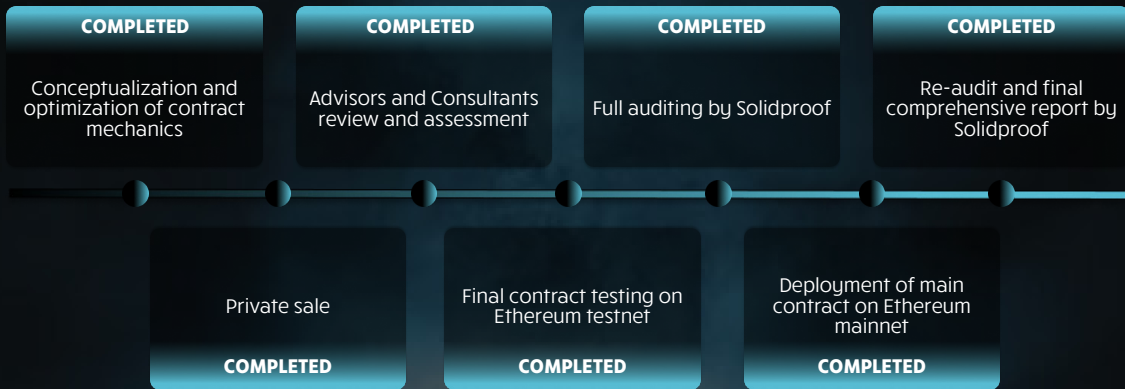 COMPLETED
Conceptualization and
optimization of contract
mechanics
COMPLETED
Advisors and Consultants
review and assessment
COMPLETED
Full auditing by Solidproof
COMPLETED
Re-audit and final
comprehensive report by
Solidproof
Private sale
COMPLETED
Final contract testing on
Ethereum testnet
COMPLETED
Deployment of main
contract on Ethereum
mainnet
COMPLETED